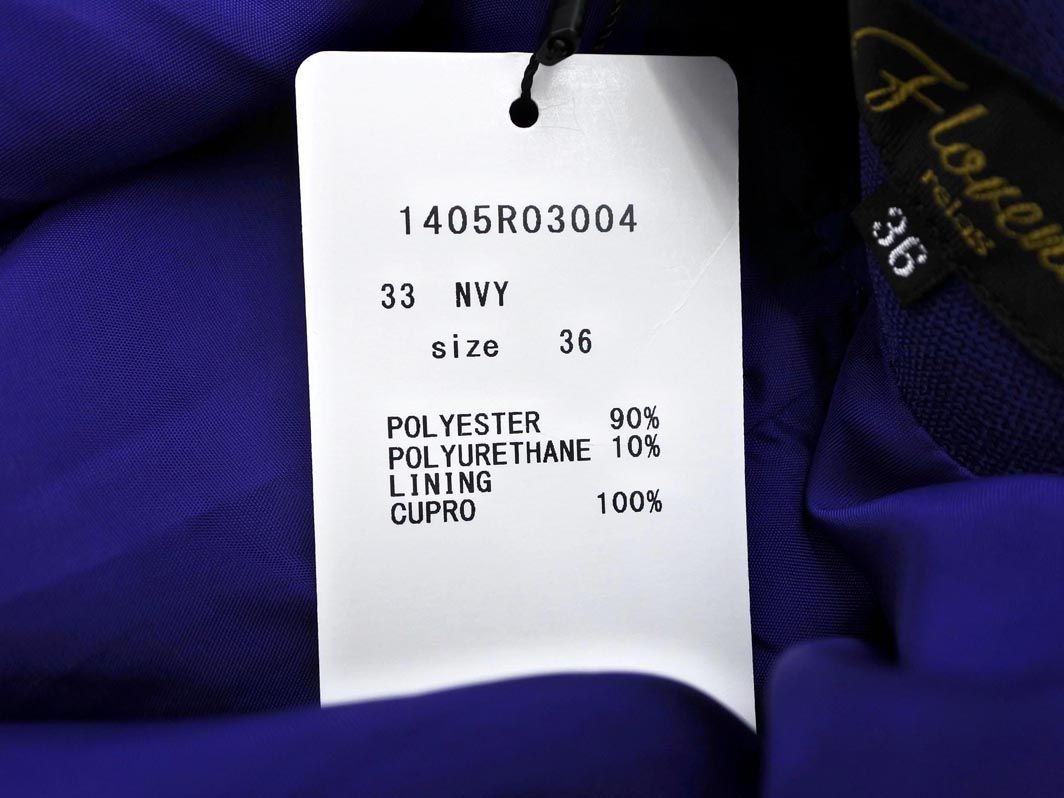 1405R03004
33 NVY
size 36
POLYESTER 90%
POLYURETHANE 10%
LINING
CUPRO 100%
36